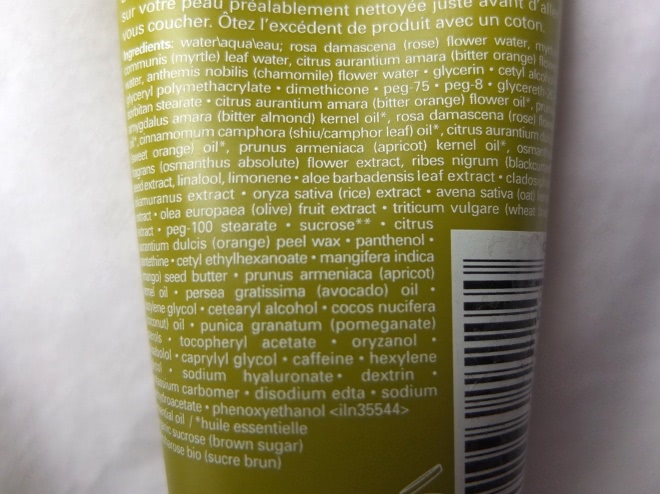 sur votre peau préalablement nettoyée juste avant d'alle
vous coucher. Ôtez l'excédent de produit avec un coton.
Ingredients: water\aqua\eau; rosa damascena (rose) flower water,
communis (myrtle) leaf water, citrus aurantium amara (bitter orange)
water, anthemis nobilis (chamomile) flower water • glycerin • cetyl
glyceryl polymethacrylate • dimethicone • peg-75 • peg-8 •
sorbitan stearate • citrus aurantium amara (bitter orange) flower oil*,
amygdalus amara (bitter almond) kernel oil*, rosa damascena (rose)
oil*, cinnamomum camphora (shiu/camphor leaf) oil*, citrus aurantium
(sweet orange) oil*, prunus armeniaca (apricot) kernel oil*,
fragrans (osmanthus absolute) flower extract, ribes nigrum
seed extract, linalool, limonene • aloe barbadensis leaf extract •
extract • oryza sativa (rice) extract • avena sativa (oat)
• olea europaea (olive) fruit extract • triticum vulgare (wheat
• peg-100 stearate • sucrose** • citrus
aurantium dulcis (orange) peel wax • panthenol •
• cetyl ethylhexanoate • mangifera indica
(mango) seed butter • prunus armeniaca (apricot)
oil • persea gratissima (avocado) oil •
glycol • cetearyl alcohol • cocos nucifera
(coconut) oil • punica granatum (pomeganate)
• tocopheryl acetate • oryzanol •
• caprylyl glycol • caffeine • hexylene
• sodium hyaluronate • dextrin •
carbomer • disodium edta • sodium
• phenoxyethanol <iln35544>
oil / *huile essentielle
sucrose (brown sugar)
bio (sucre brun)